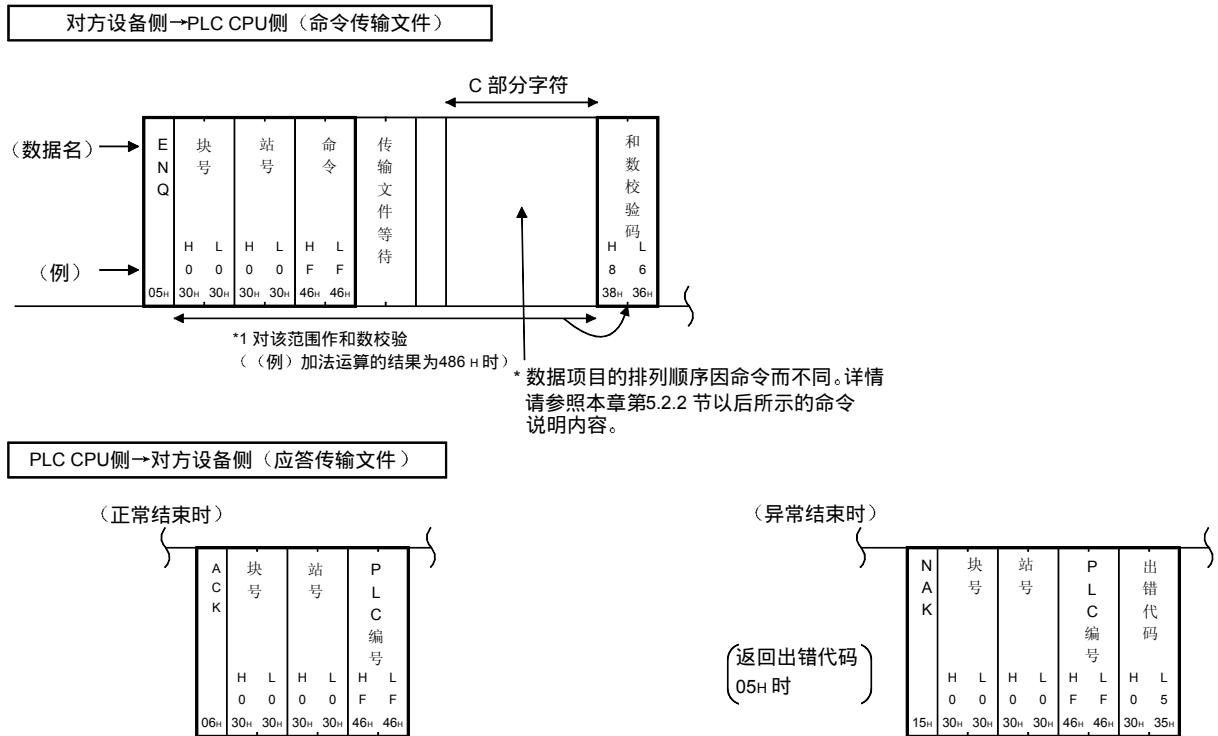 对方设备侧→PLC CPU侧（命令传输文件）
C 部分字符
（数据名）
ENQ
块号
站号
命令
传输文件等待
和数校验码
H L H L H L H L
（例）
0 0 0 0 F F 8 6
05H 30H 30H 30H 30H 46H 46H 38H 36H
*1 对该范围作和数校验
（（例）加法运算的结果为486 H 时）
* 数据项目的排列顺序因命令而不同。详情
请参照本章第5.2.2 节以后所示的命令
说明内容。
PLC CPU侧→对方设备侧（应答传输文件）
（正常结束时）
ACK
块号
站号
PLC编号
H L H L H L
0 0 0 0 F F
06H 30H 30H 30H 30H 46H 46H
（异常结束时）
NAK
块号
站号
PLC编号
出错代码
返回出错代码
05H 时
H L H L H L H L
0 0 0 0 F F 0 5
15H 30H 30H 30H 30H 46H 46H 30H 35H